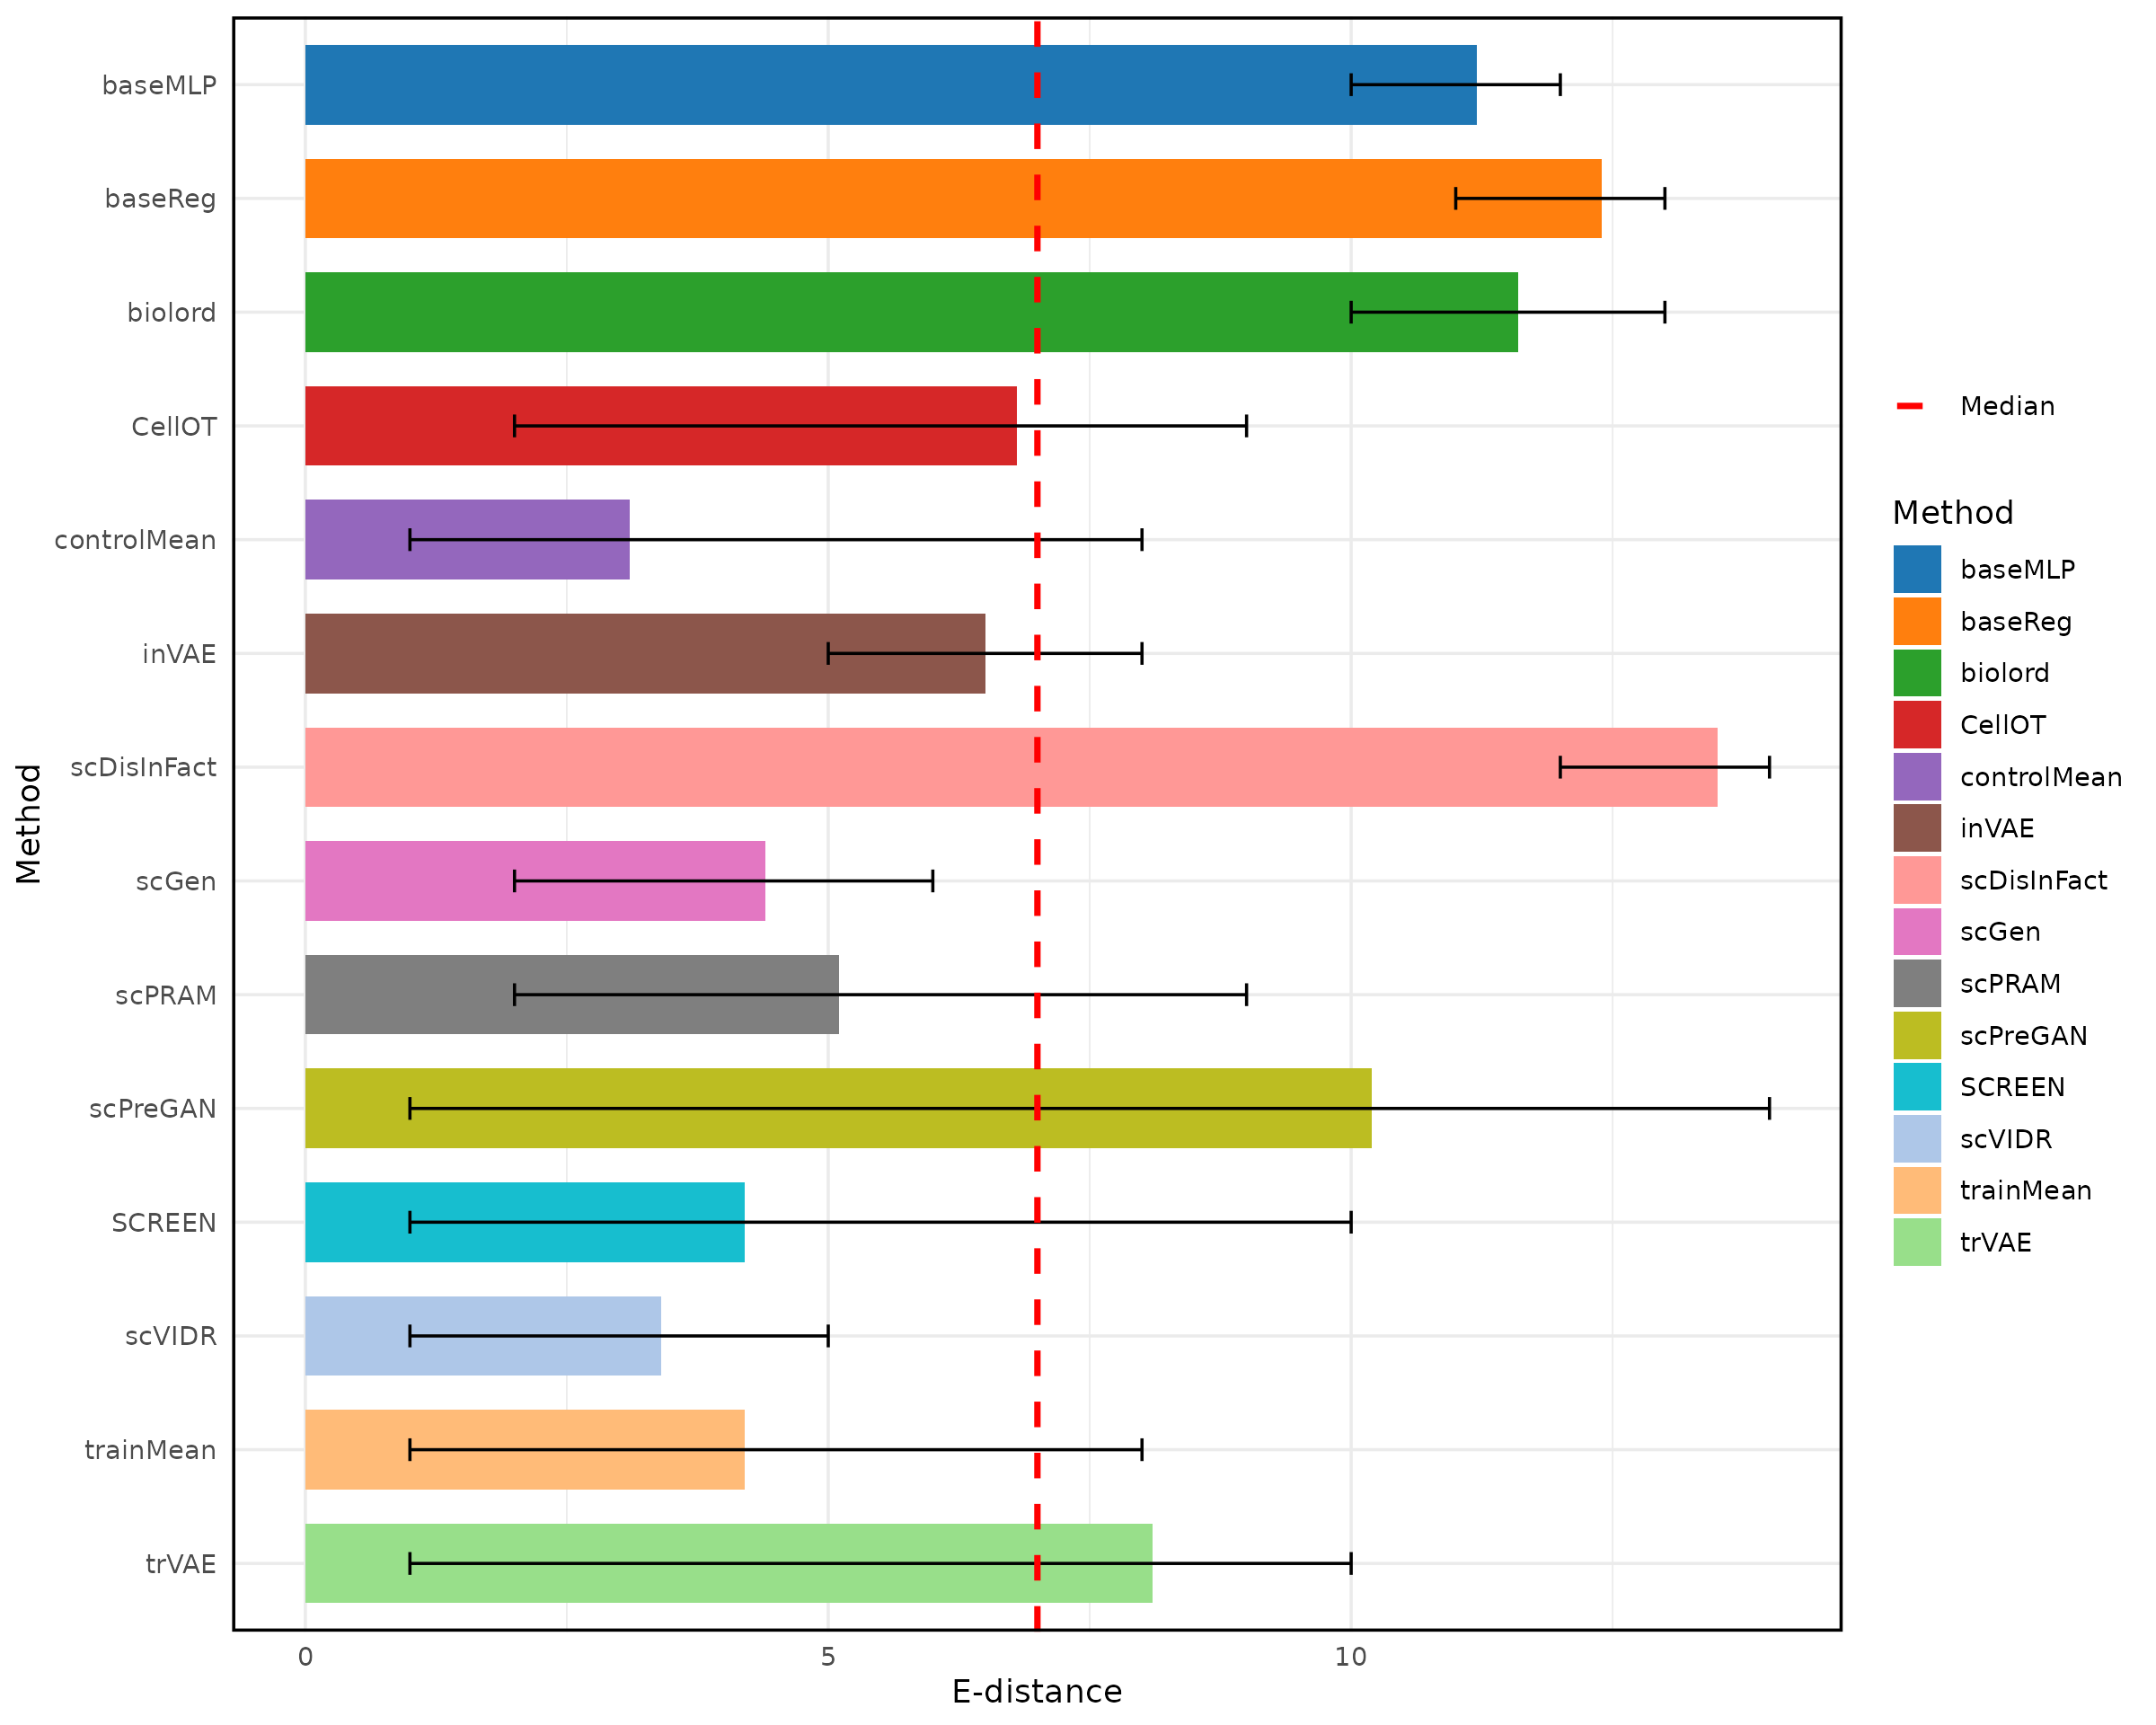 baseMLP
baseReg
biolord
CellOT
controlMean
inVAE
scDisInFact
scGen
scPRAM
scPreGAN
SCREEN
scVIDR
trainMean
trVAE
Method
0 5 10
E-distance
Median
Method
baseMLP
baseReg
biolord
CellOT
controlMean
inVAE
scDisInFact
scGen
scPRAM
scPreGAN
SCREEN
scVIDR
trainMean
trVAE